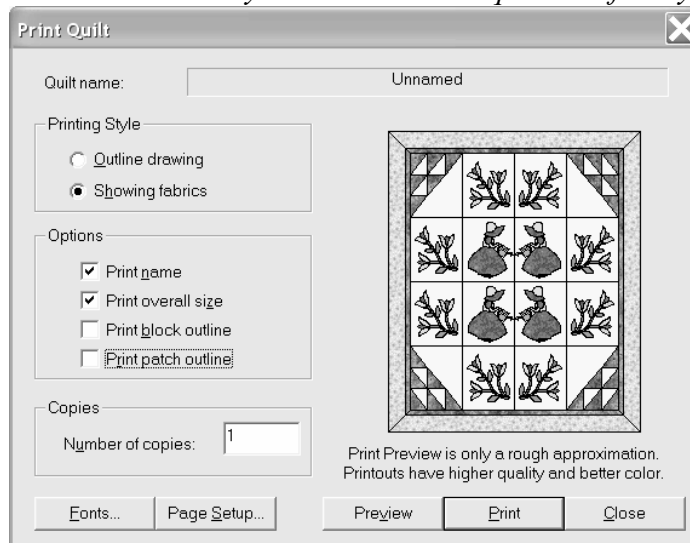 Print Quilt
Quilt name: Unnamed
Printing Style
Outline drawing
Showing fabrics
Options
Print name
Print overall size
Print block outline
Print patch outline
Copies
Number of copies: 1
Print Preview is only a rough approximation.
Printouts have higher quality and better color.
Fonts... Page Setup... Preview Print Close